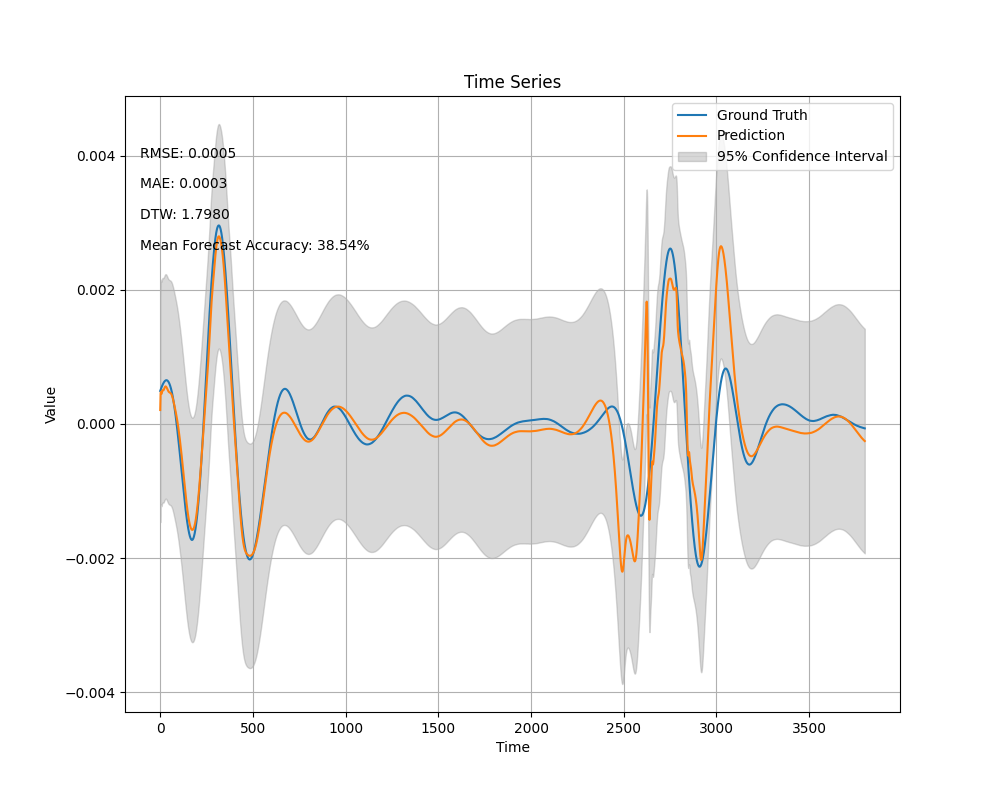 Time Series
Ground Truth
Prediction
95% Confidence Interval
RMSE: 0.0005
MAE: 0.0003
DTW: 1.7980
Mean Forecast Accuracy: 38.54%
Value
0.004
0.002
0.000
−0.002
−0.004
0 500 1000 1500 2000 2500 3000 3500
Time